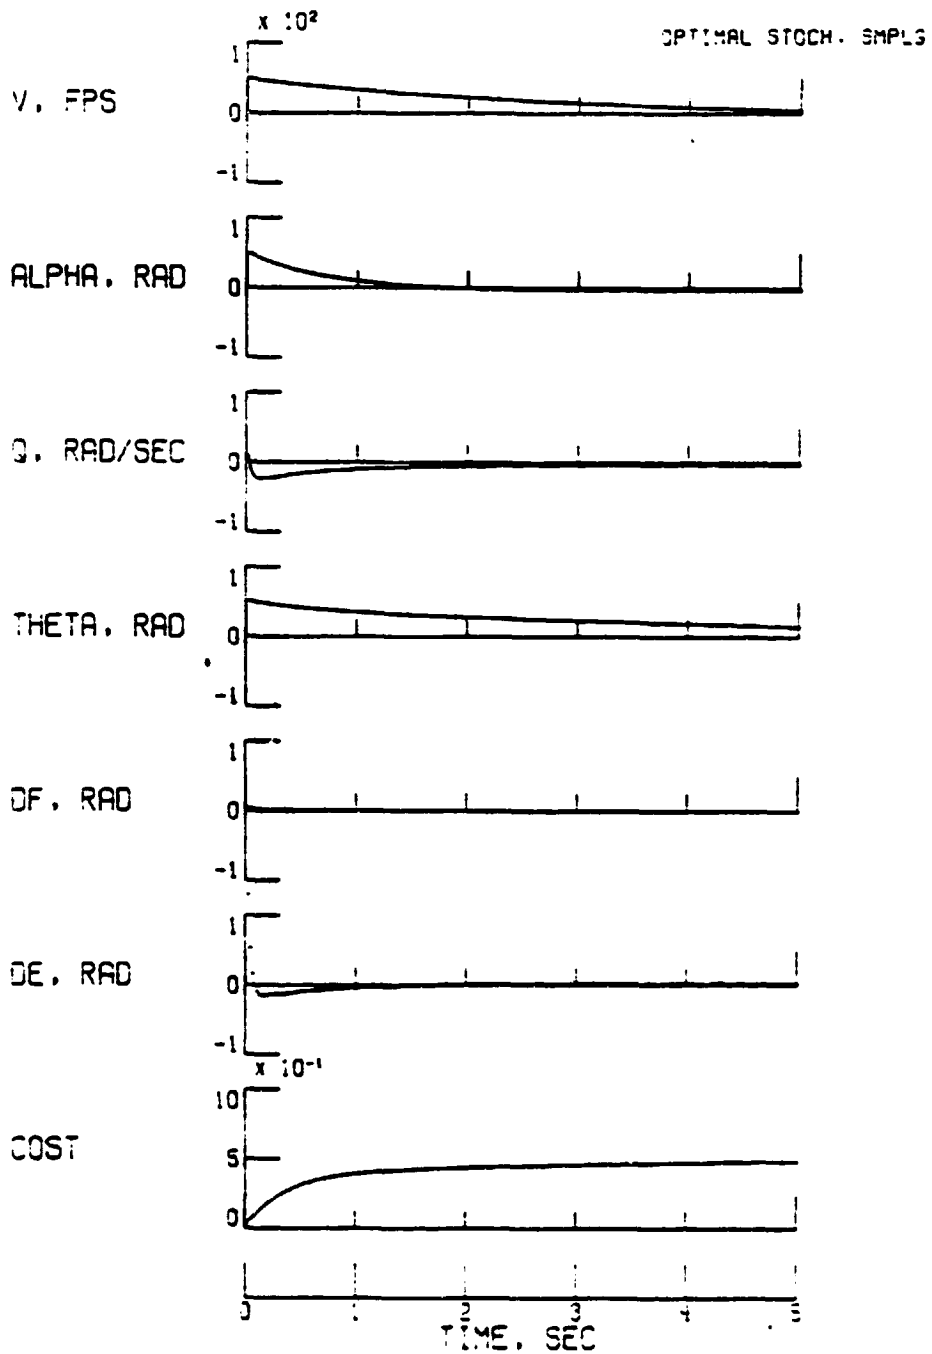 x 10²
OPTIMAL STOCH. SMPLG
1
V, FPS
0
-1
1
ALPHA, RAD
0
-1
1
Q, RAD/SEC
0
-1
1
THETA, RAD
0
-1
1
DF, RAD
0
-1
1
DE, RAD
0
-1
x 10⁻¹
10
COST
5
0
0 1 2 3 4 5
TIME, SEC